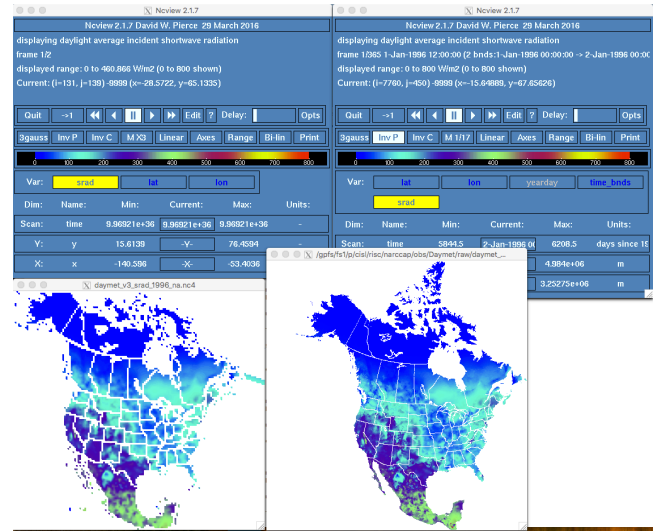 Ncview 2.1.7
Ncview 2.1.7 David W. Pierce 29 March 2016
displaying daylight average incident shortwave radiation
frame 1/2
displayed range: 0 to 460.866 W/m2 (0 to 800 shown)
Current: (i=131, j=139) -9999 (x=-28.5722, y=65.1335)
Quit ->1 Edit ? Delay: Opts
3gauss Inv P Inv C M X3 Linear Axes Range Bi-lin Print
0 100 200 300 400 500 600 700 800
Var: srad lat lon
Dim: Name: Min: Current: Max: Units:
Scan: time 9.96921e+36 9.96921e+36 9.96921e+36 -
Y: y 15.6139 -Y- 76.4594 -
X: x -140.596 -X- -53.4036 -
daymet_v3_srad_1996_na.nc4
Ncview 2.1.7
Ncview 2.1.7 David W. Pierce 29 March 2016
displaying daylight average incident shortwave radiation
frame 1/365 1-Jan-1996 12:00:00 (2 bnds:1-Jan-1996 00:00:00 -> 2-Jan-1996 00:0
displayed range: 0 to 800 W/m2 (0 to 800 shown)
Current: (i=7760, j=450) -9999 (x=-15.64889, y=67.65626)
Quit ->1 Edit ? Delay: Opts
3gauss Inv P Inv C M 1/17 Linear Axes Range Bi-lin Print
0 100 200 300 400 500 600 700 800
Var: lat lon yearday time_bnds
srad
Dim: Name: Min: Current: Max: Units:
Scan: time 5844.5 2-Jan-1996 00 6208.5 days since 19
4.984e+06 m
3.25275e+06 m
/gpfs/fs1/p/cisl/risc/narccap/obs/Daymet/raw/daymet_...